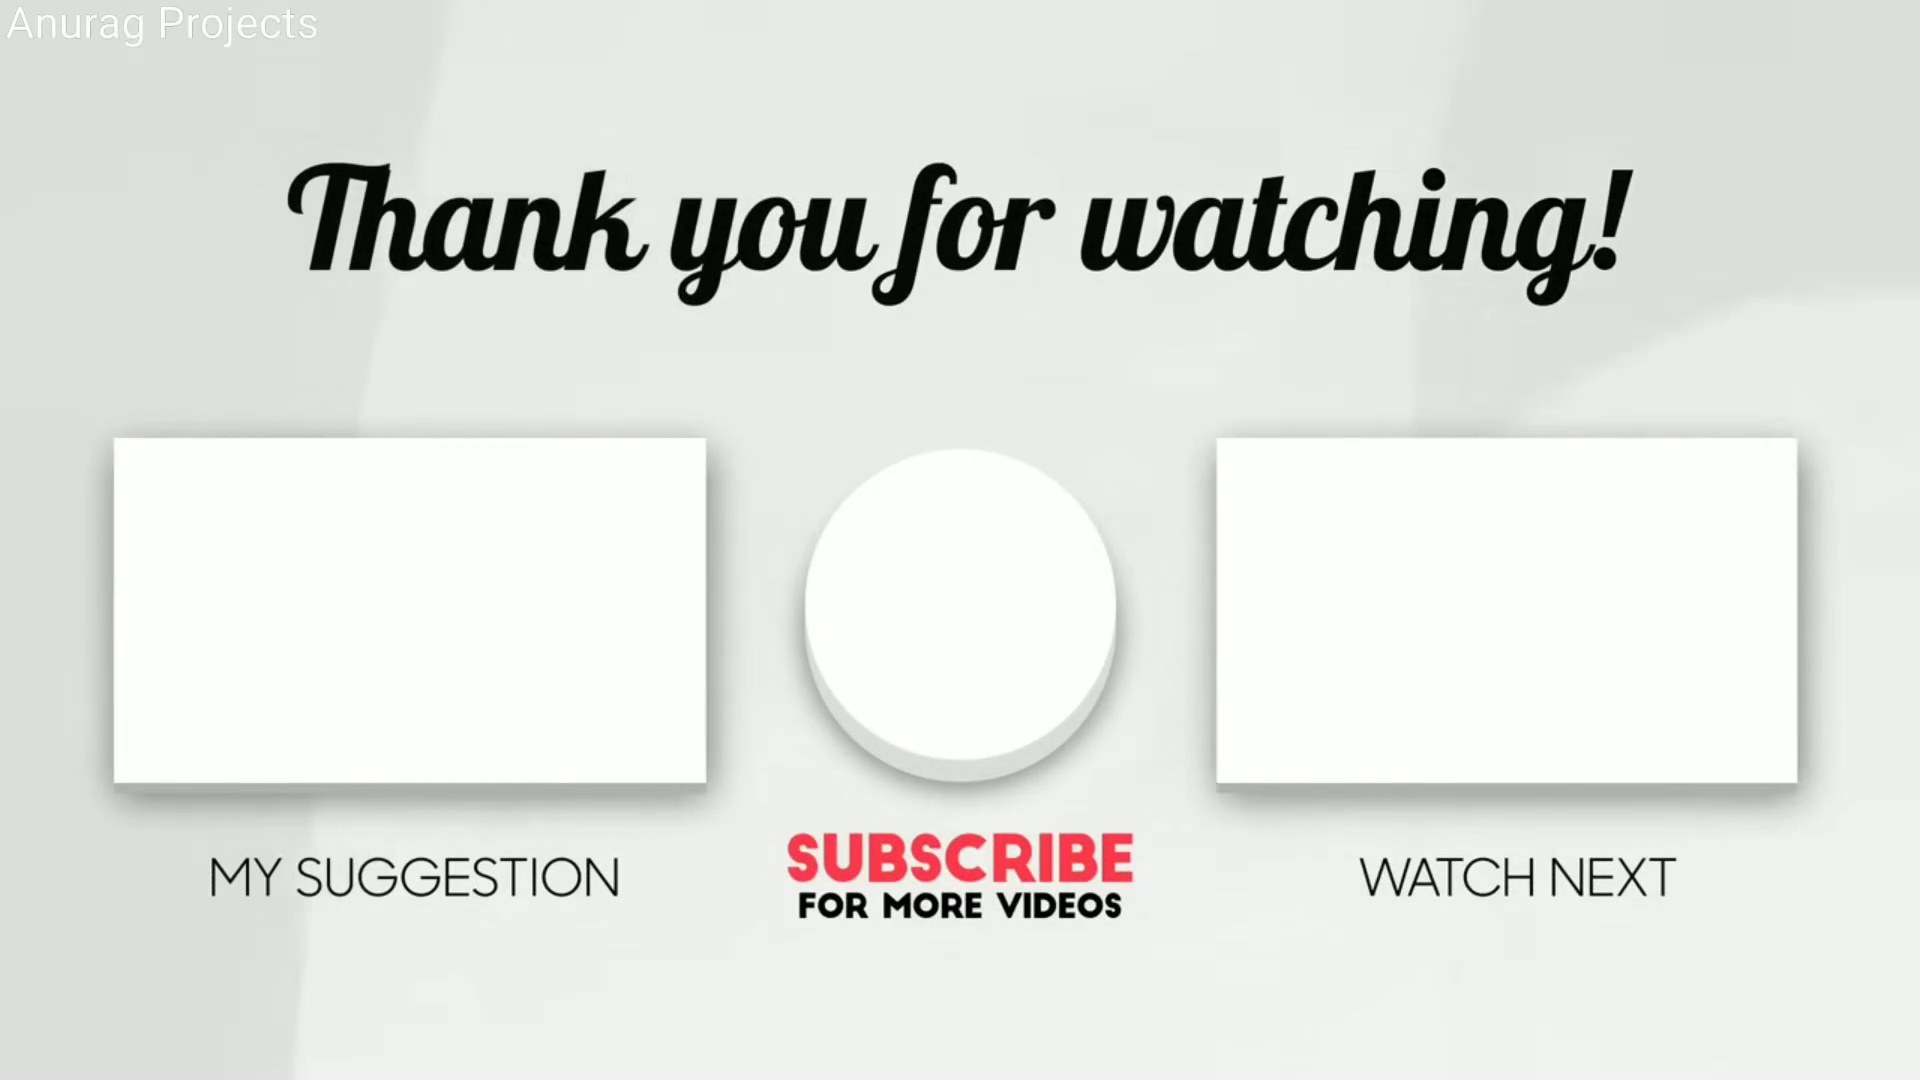 Anurag Projects
Thank you for watching!
MY SUGGESTION
SUBSCRIBE
FOR MORE VIDEOS
WATCH NEXT